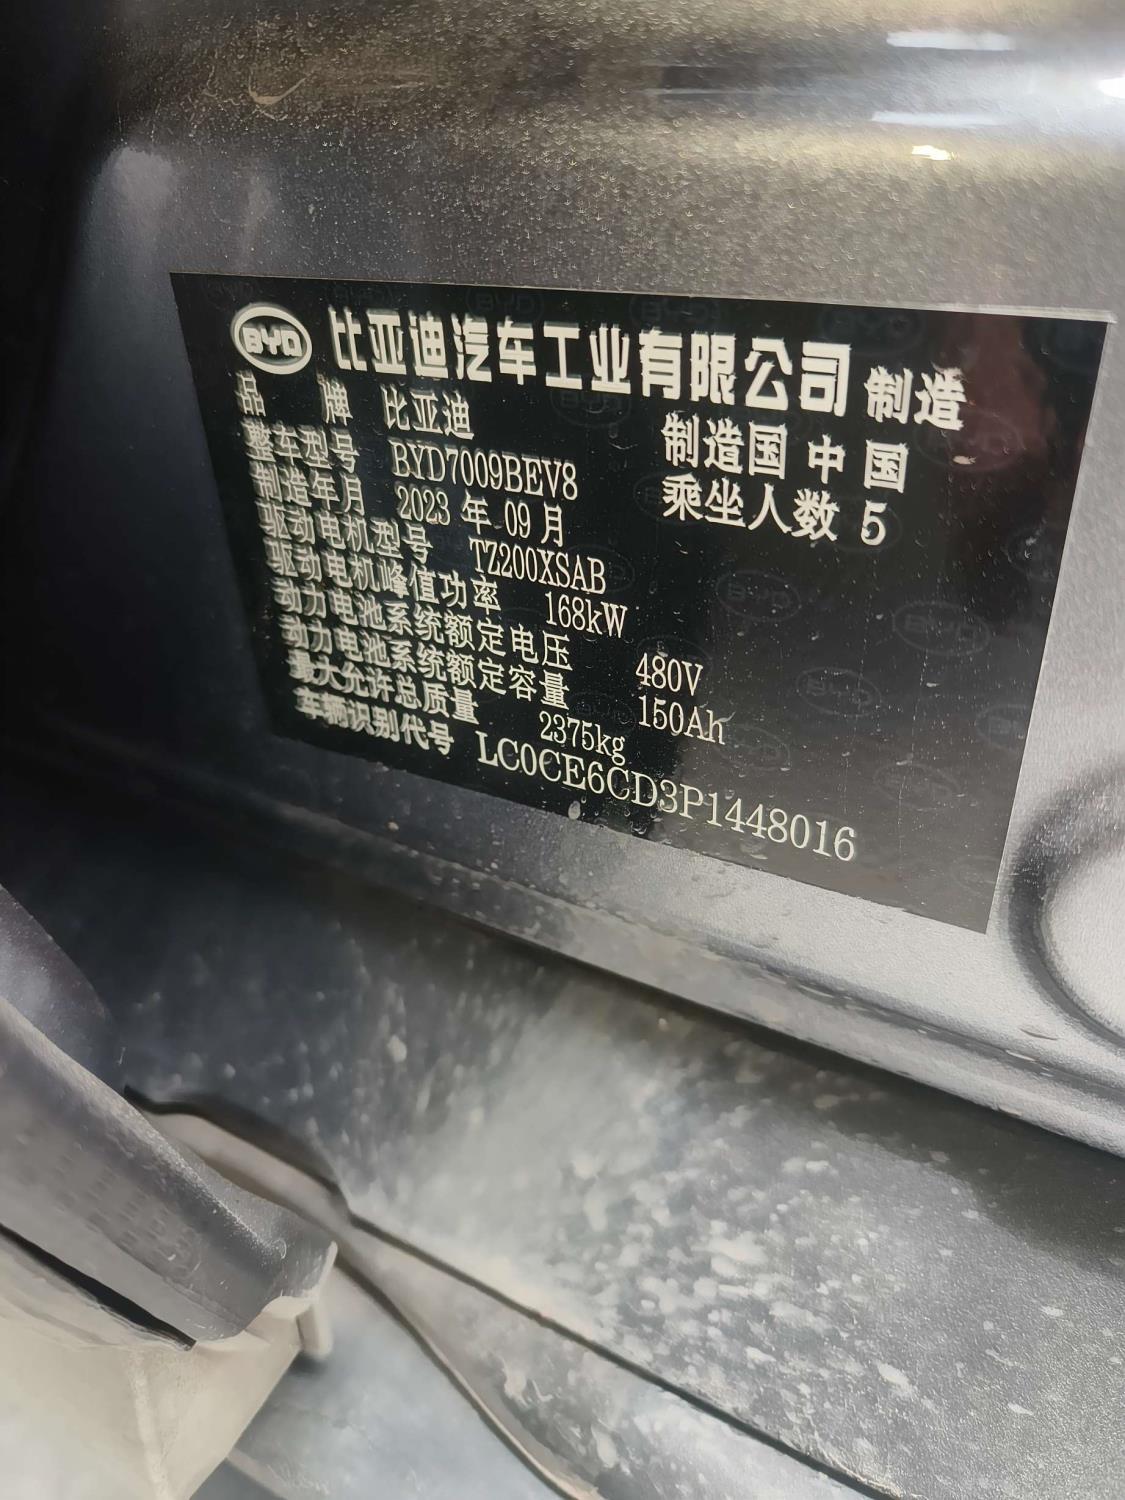 BYD 比亚迪汽车工业有限公司 制造
品牌 比亚迪 制造国 中国
整车型号 BYD7009BEV8 乘坐人数 5
制造年月 2023 年 09 月
驱动电机型号 TZ200XSAB
驱动电机峰值功率 168kW
动力电池系统额定电压 480V
动力电池系统额定容量 150Ah
最大允许总质量 2375kg
车辆识别代号 LC0CE6CD3P1448016